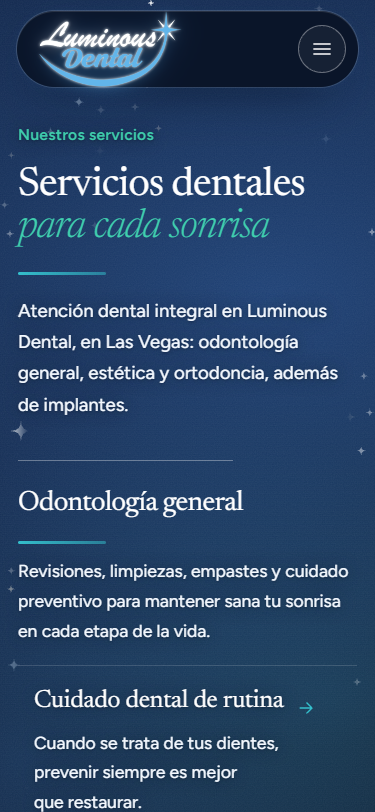 Luminous
Dental
Nuestros servicios
Servicios dentales
para cada sonrisa
Atención dental integral en Luminous
Dental, en Las Vegas: odontología
general, estética y ortodoncia, además
de implantes.
Odontología general
Revisiones, limpiezas, empastes y cuidado
preventivo para mantener sana tu sonrisa
en cada etapa de la vida.
Cuidado dental de rutina →
Cuando se trata de tus dientes,
prevenir siempre es mejor
que restaurar.